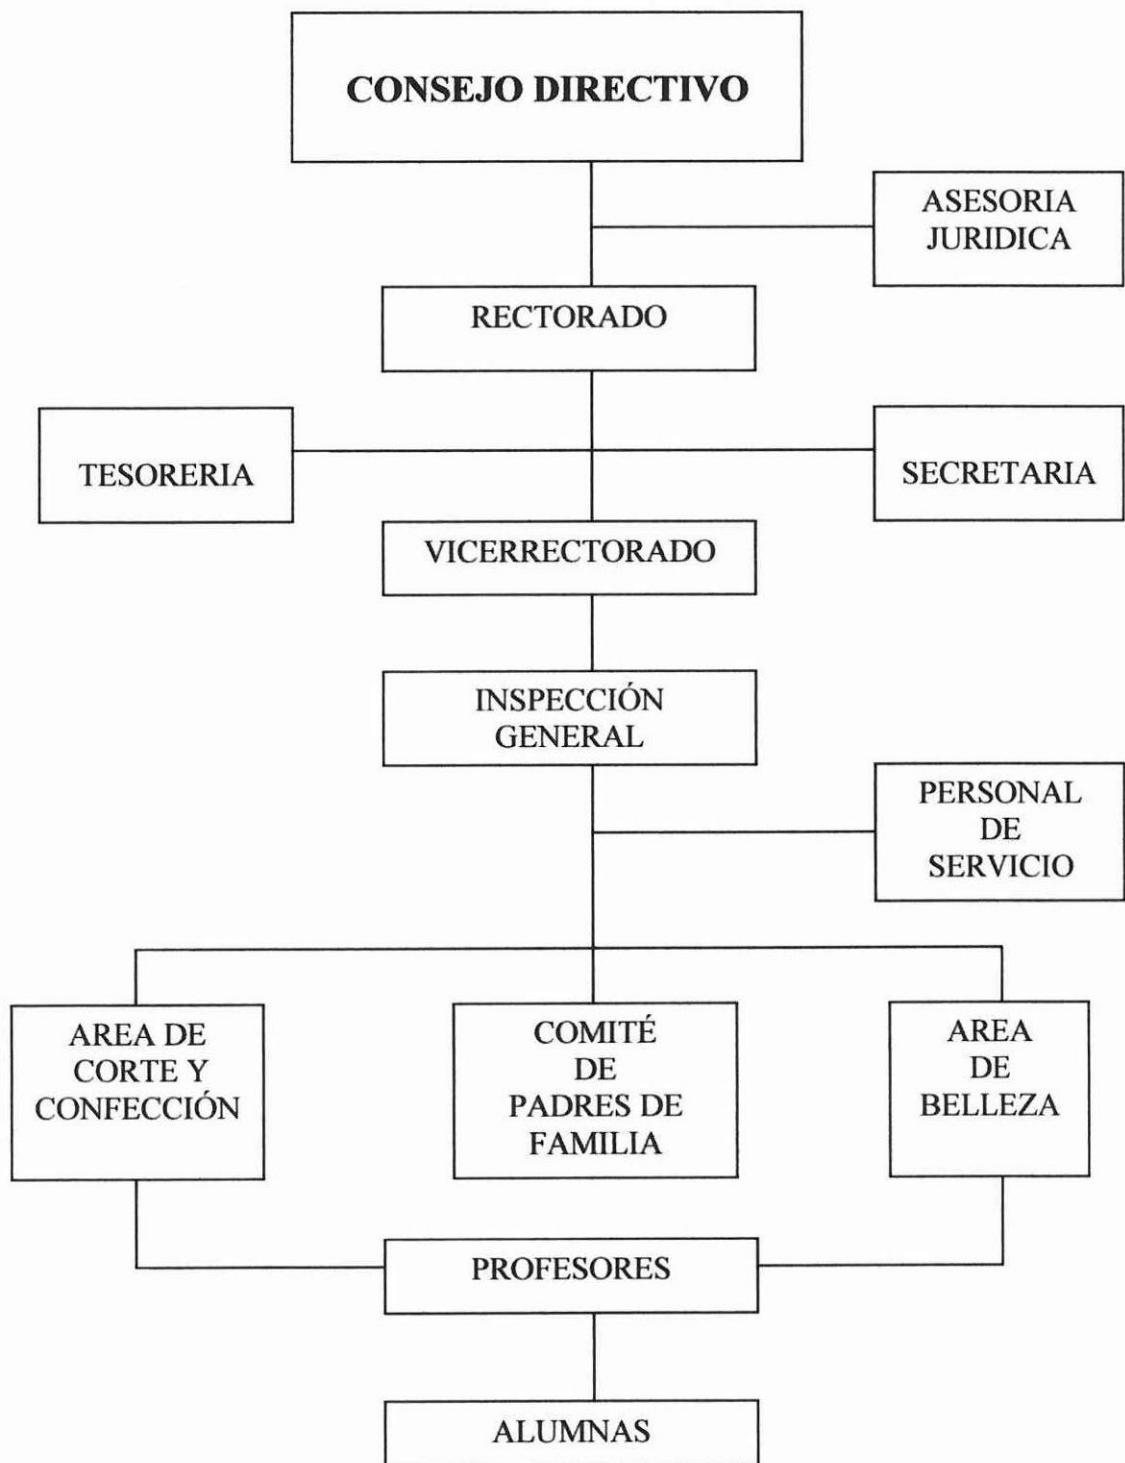 CONSEJO DIRECTIVO
ASESORIA
JURIDICA
RECTORADO
TESORERIA
SECRETARIA
VICERRECTORADO
INSPECCIÓN
GENERAL
PERSONAL
DE
SERVICIO
AREA DE
CORTE Y
CONFECCIÓN
COMITÉ
DE
PADRES DE
FAMILIA
AREA
DE
BELLEZA
PROFESORES
ALUMNAS